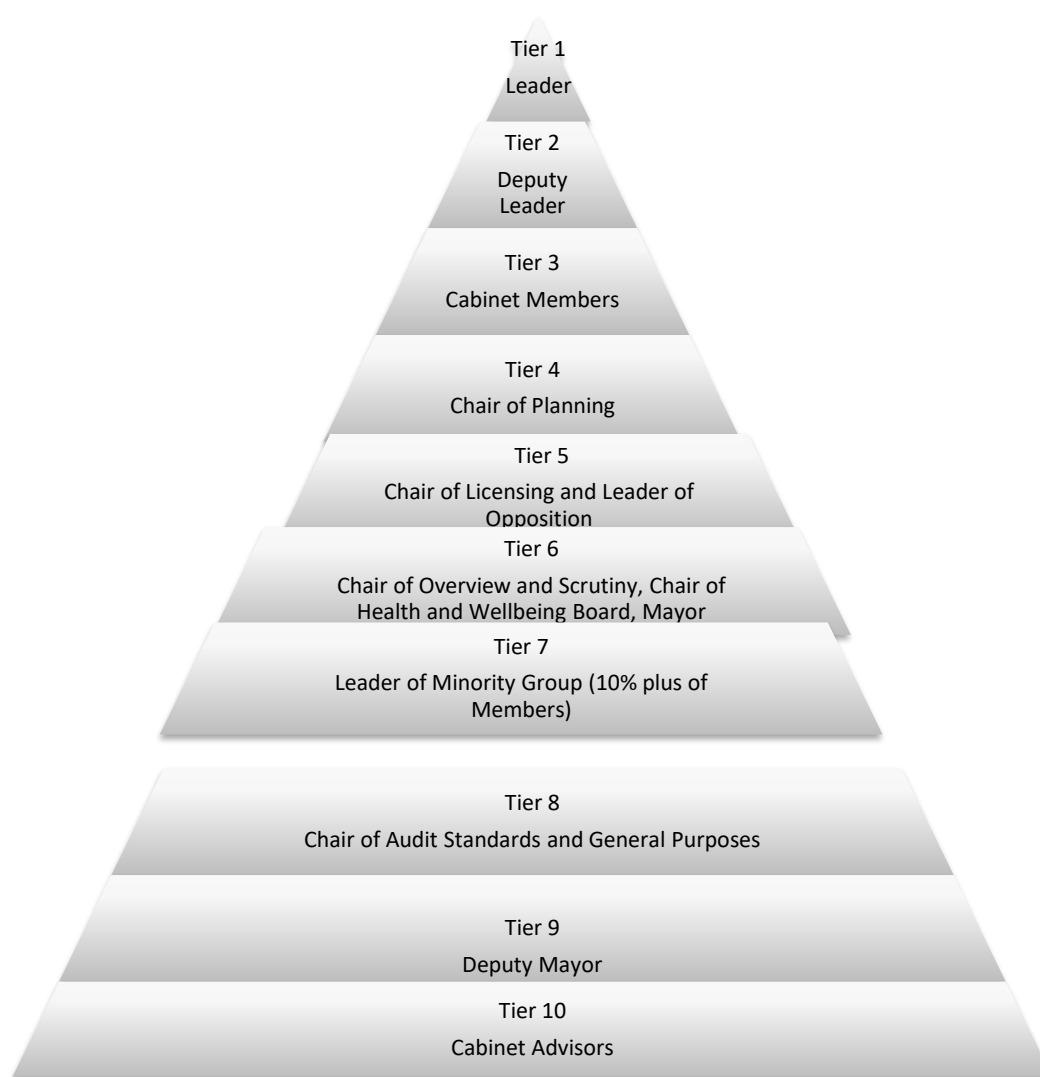 Tier 1
Leader
Tier 2
Deputy
Leader
Tier 3
Cabinet Members
Tier 4
Chair of Planning
Tier 5
Chair of Licensing and Leader of
Opposition
Tier 6
Chair of Overview and Scrutiny, Chair of
Health and Wellbeing Board, Mayor
Tier 7
Leader of Minority Group (10% plus of
Members)
Tier 8
Chair of Audit Standards and General Purposes
Tier 9
Deputy Mayor
Tier 10
Cabinet Advisors